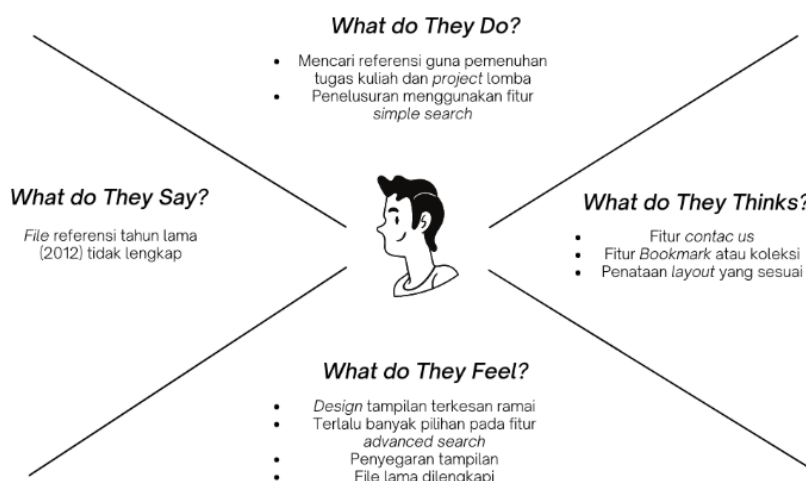 What do They Do?
• Mencari referensi guna pemenuhan
tugas kuliah dan project lomba
• Penelusuran menggunakan fitur
simple search
What do They Say?
File referensi tahun lama
(2012) tidak lengkap
What do They Thinks?
• Fitur contac us
• Fitur Bookmark atau koleksi
• Penataan layout yang sesuai
What do They Feel?
• Design tampilan terkesan ramai
• Terlalu banyak pilihan pada fitur
advanced search
• Penyegaran tampilan
• File lama dilengkapi